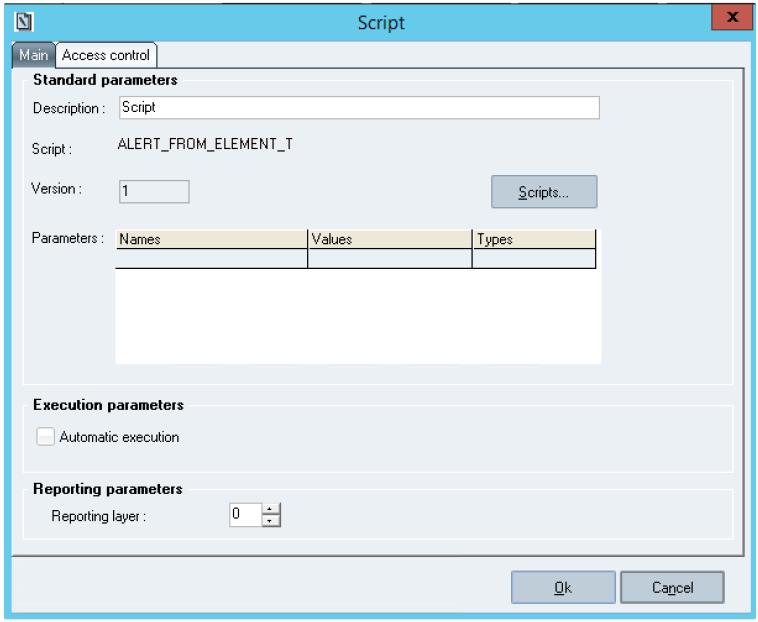 Script
x
Main Access control
Standard parameters
Description : Script
Script : ALERT_FROM_ELEMENT_T
Version : 1
Scripts...
Parameters : Names Values Types
Execution parameters
Automatic execution
Reporting parameters
Reporting layer : 0
Ok Cancel